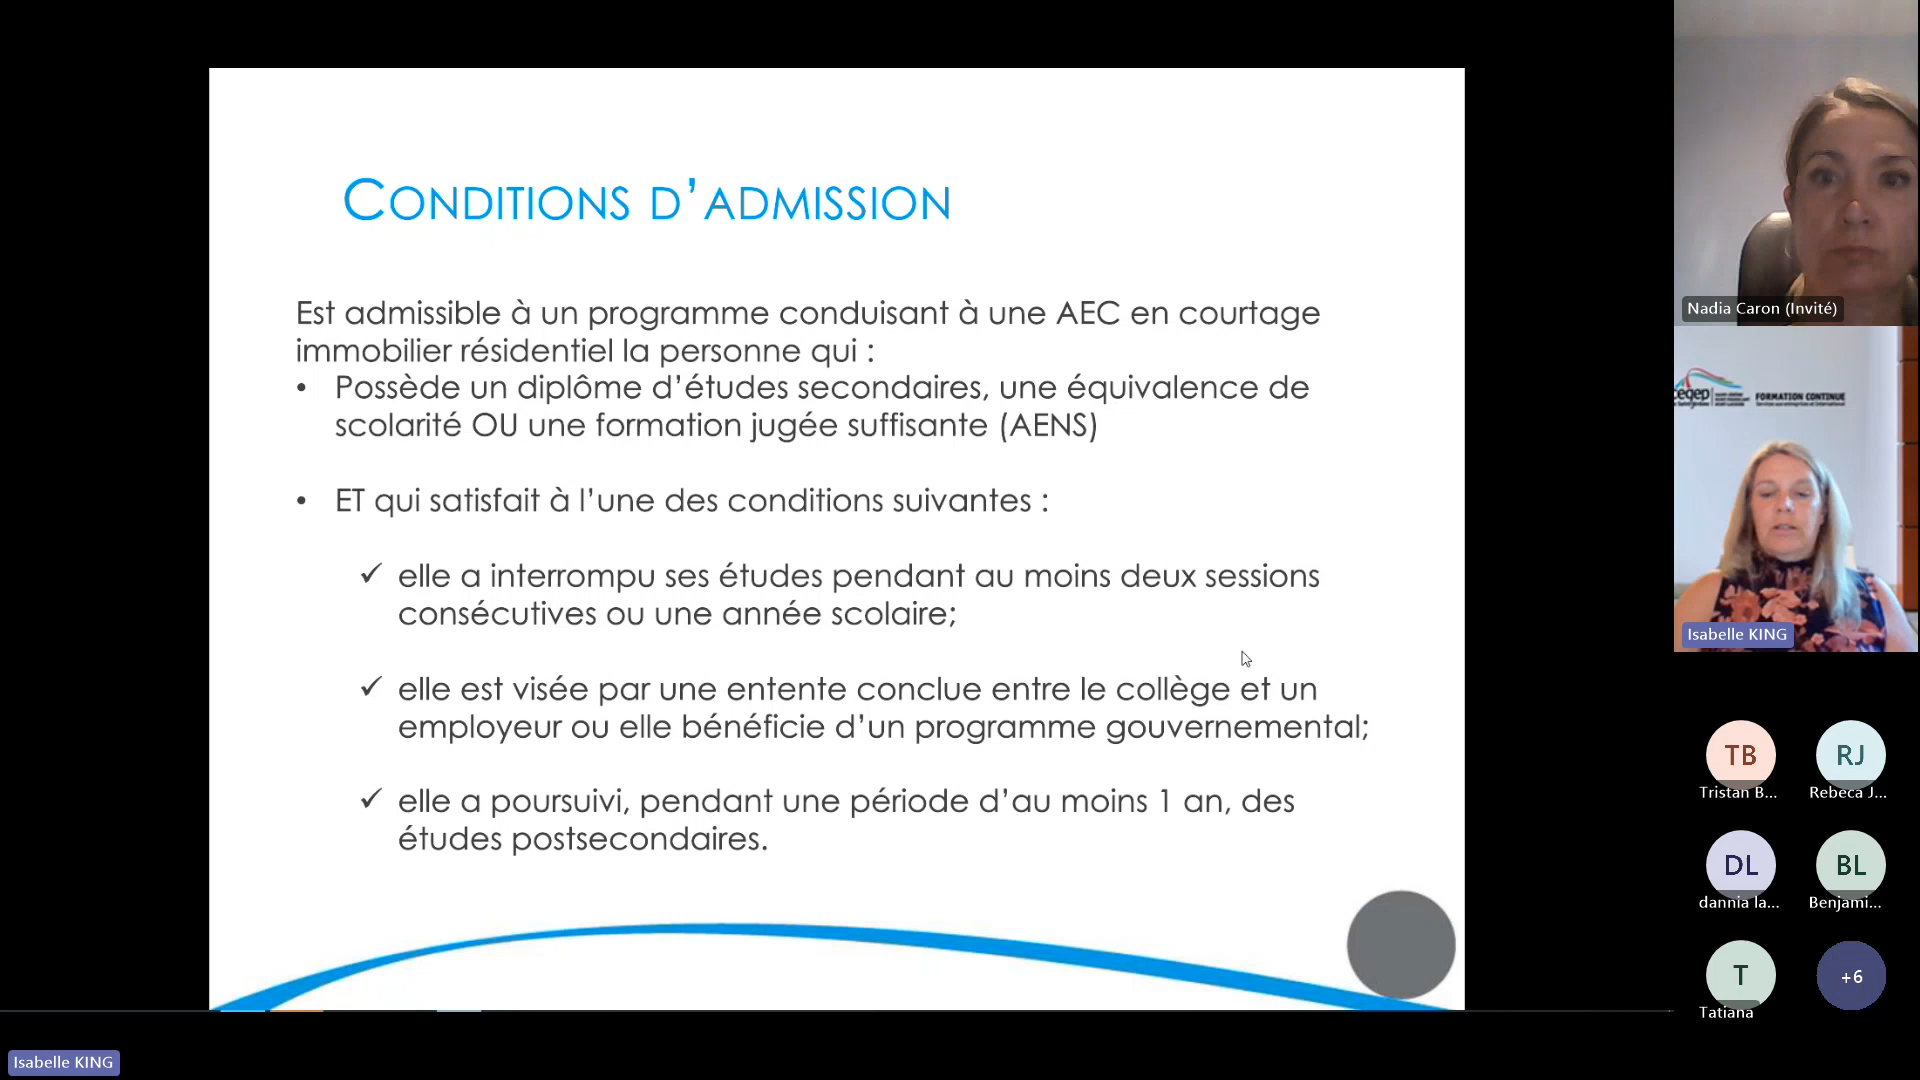 CONDITIONS D'ADMISSION
Est admissible à un programme conduisant à une AEC en courtage
immobilier résidentiel la personne qui :
• Possède un diplôme d'études secondaires, une équivalence de
scolarité OU une formation jugée suffisante (AENS)
• ET qui satisfait à l'une des conditions suivantes :
✓ elle a interrompu ses études pendant au moins deux sessions
consécutives ou une année scolaire;
✓ elle est visée par une entente conclue entre le collège et un
employeur ou elle bénéficie d'un programme gouvernemental;
✓ elle a poursuivi, pendant une période d'au moins 1 an, des
études postsecondaires.
Nadia Caron (Invité)
cegep
FORMATION CONTINUE
Isabelle KING
TB
Tristan B...
RJ
Rebeca J...
DL
dannia la...
BL
Benjami...
T
Tatiana
+6
Isabelle KING